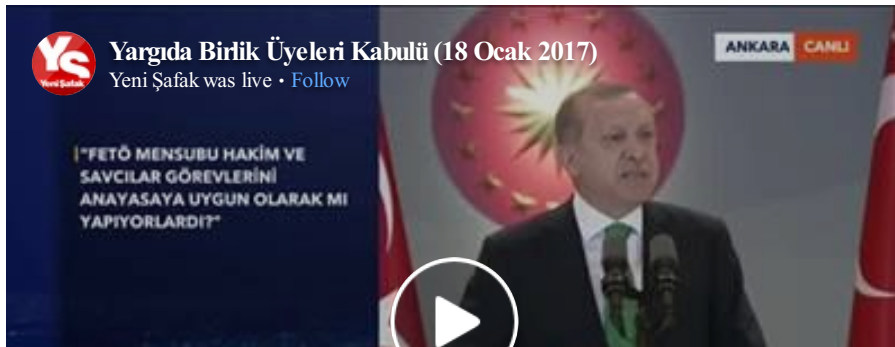 Yargıda Birlik Üyeleri Kabulü (18 Ocak 2017)
Yeni Şafak was live · Follow
YS
Yeni Şafak
ANKARA CANLI
"FETÖ MENSUBU HAKİM VE
SAVCILAR GÖREVLERİNİ
ANAYASAYA UYGUN OLARAK MI
YAPIYORLARDI?"